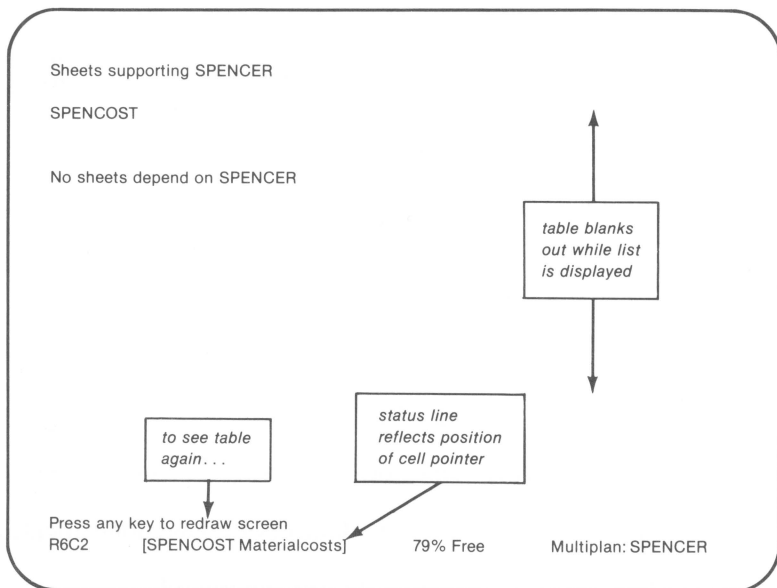 Sheets supporting SPENCER
SPENCOST
No sheets depend on SPENCER
table blanks
out while list
is displayed
to see table
again...
status line
reflects position
of cell pointer
Press any key to redraw screen
R6C2 [SPENCOST Materialcosts] 79% Free Multiplan: SPENCER